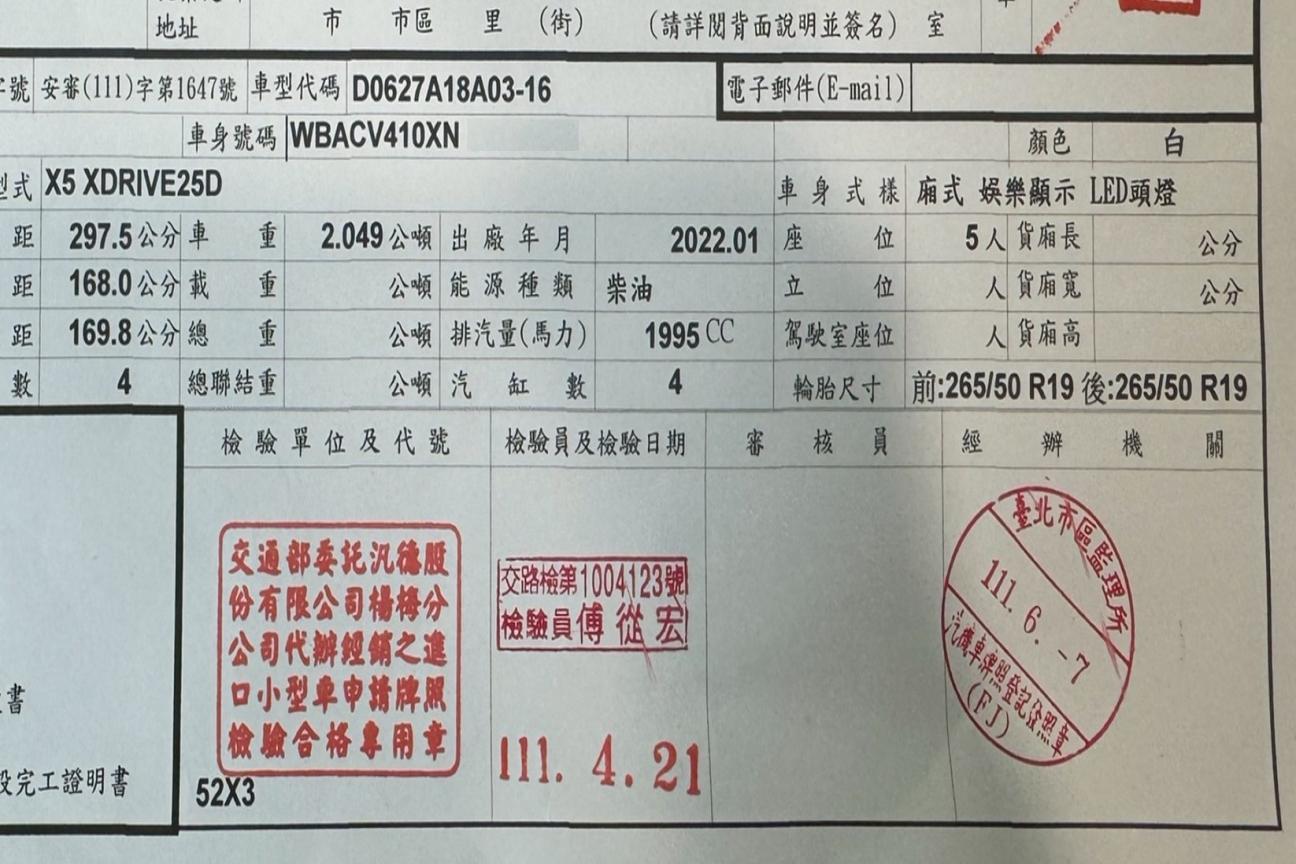 地址 市 市區 里 (街) (請詳閱背面說明並簽名) 室
字號 安審(111)字第1647號 車型代碼 D0627A18A03-16 電子郵件(E-mail)
車身號碼 WBACV410XN 顏色 白
型式 X5 XDRIVE25D 車身式樣 廂式 娛樂顯示 LED頭燈
距 297.5公分 車重 2.049公噸 出廠年月 2022.01 座位 5人 貨廂長 公分
距 168.0公分 載重 公噸 能源種類 柴油 立位 人 貨廂寬 公分
距 169.8公分 總重 公噸 排汽量(馬力) 1995 CC 駕駛室座位 人 貨廂高
數 4 總聯結重 公噸 汽缸數 4 輪胎尺寸 前:265/50 R19 後:265/50 R19
檢驗單位及代號 檢驗員及檢驗日期 審核員 經辦機關
交通部委託汎德股
份有限公司楊梅分
公司代辦經銷之進
口小型車申請牌照
檢驗合格專用章
52X3
交路檢第1004123號
檢驗員傅從宏
111. 4. 21
臺北市區監理所
111. 6. -7
汽機車牌照登記發照章
(FJ)
書
設完工證明書